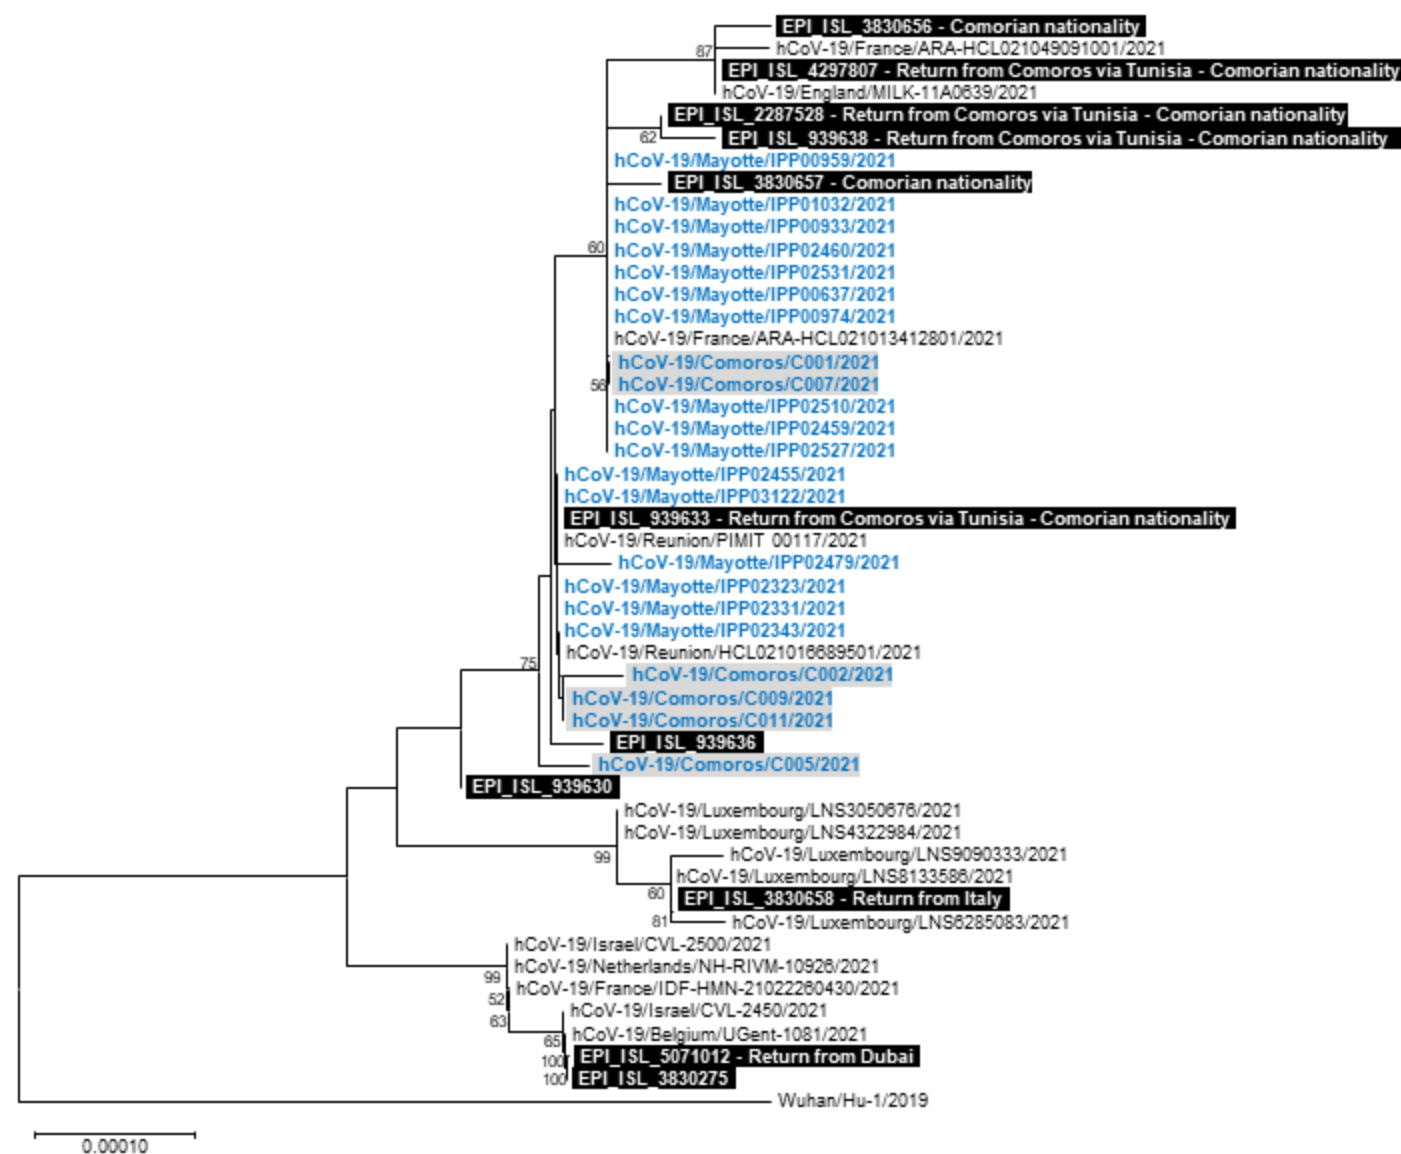 EPI_ISL_3830656 - Comorian nationality
87
hCoV-19/France/ARA-HCL021049091001/2021
EPI_ISL_4297807 - Return from Comoros via Tunisia - Comorian nationality
hCoV-19/England/MILK-11A0639/2021
EPI_ISL_2287528 - Return from Comoros via Tunisia - Comorian nationality
62
EPI_ISL_939638 - Return from Comoros via Tunisia - Comorian nationality
hCoV-19/Mayotte/IPP00959/2021
EPI_ISL_3830657 - Comorian nationality
hCoV-19/Mayotte/IPP01032/2021
hCoV-19/Mayotte/IPP00933/2021
60
hCoV-19/Mayotte/IPP02460/2021
hCoV-19/Mayotte/IPP02531/2021
hCoV-19/Mayotte/IPP00637/2021
hCoV-19/Mayotte/IPP00974/2021
hCoV-19/France/ARA-HCL021013412801/2021
hCoV-19/Comoros/C001/2021
56
hCoV-19/Comoros/C007/2021
hCoV-19/Mayotte/IPP02510/2021
hCoV-19/Mayotte/IPP02459/2021
hCoV-19/Mayotte/IPP02527/2021
hCoV-19/Mayotte/IPP02455/2021
hCoV-19/Mayotte/IPP03122/2021
EPI_ISL_939633 - Return from Comoros via Tunisia - Comorian nationality
hCoV-19/Reunion/PIMIT 00117/2021
hCoV-19/Mayotte/IPP02479/2021
hCoV-19/Mayotte/IPP02323/2021
hCoV-19/Mayotte/IPP02331/2021
hCoV-19/Mayotte/IPP02343/2021
hCoV-19/Reunion/HCL021016689501/2021
75
hCoV-19/Comoros/C002/2021
hCoV-19/Comoros/C009/2021
hCoV-19/Comoros/C011/2021
EPI_ISL_939636
hCoV-19/Comoros/C005/2021
EPI_ISL_939630
hCoV-19/Luxembourg/LNS3050676/2021
hCoV-19/Luxembourg/LNS4322984/2021
99
hCoV-19/Luxembourg/LNS9090333/2021
hCoV-19/Luxembourg/LNS8133586/2021
60
EPI_ISL_3830658 - Return from Italy
81
hCoV-19/Luxembourg/LNS6285083/2021
hCoV-19/Israel/CVL-2500/2021
99
hCoV-19/Netherlands/NH-RIVM-10926/2021
52
hCoV-19/France/IDF-HMN-21022260430/2021
63
hCoV-19/Israel/CVL-2450/2021
65
hCoV-19/Belgium/UGent-1081/2021
100
EPI_ISL_5071012 - Return from Dubai
100
EPI_ISL_3830275
Wuhan/Hu-1/2019
0.00010